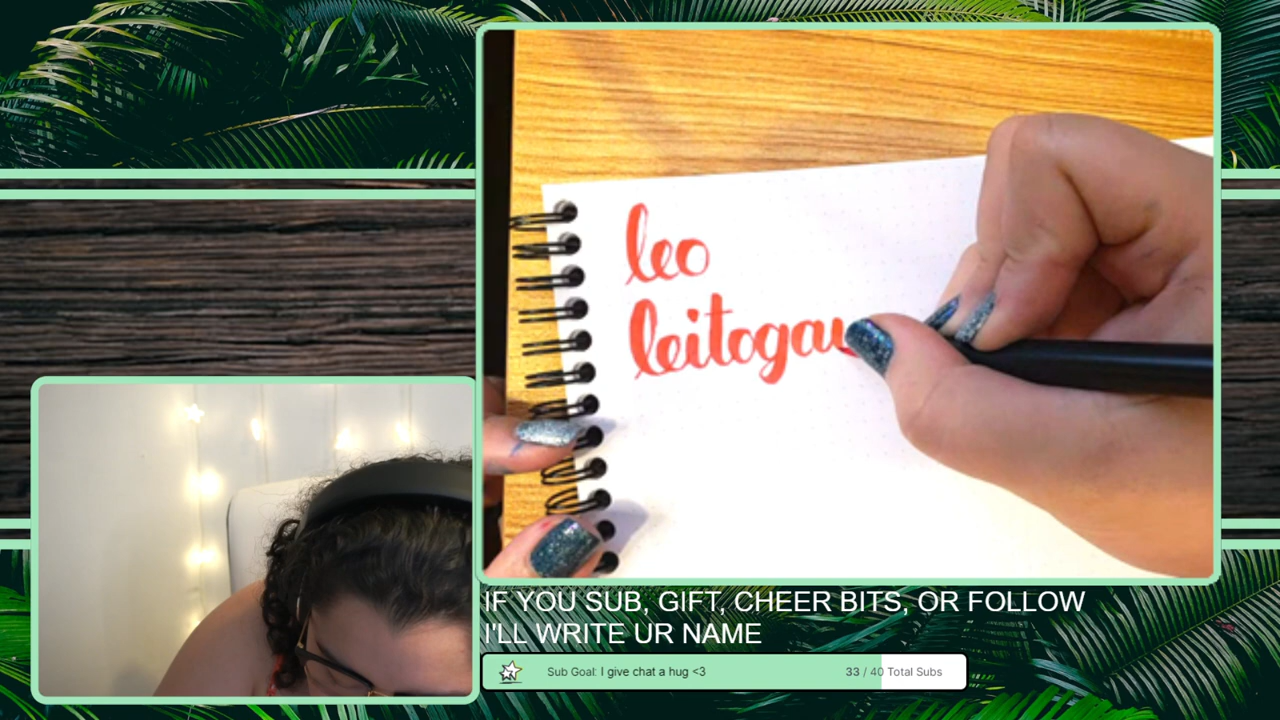 leo
leitogau
IF YOU SUB, GIFT, CHEER BITS, OR FOLLOW
I'LL WRITE UR NAME
Sub Goal: I give chat a hug <3
33 / 40 Total Subs